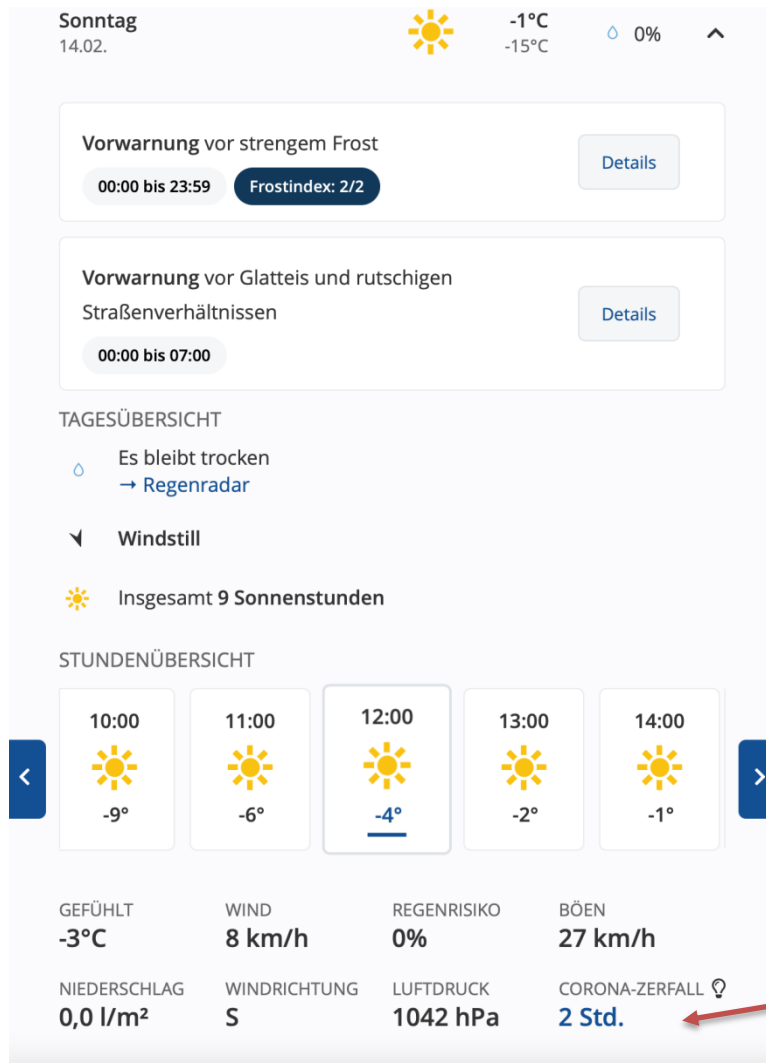 Sonntag -1°C 0%
14.02. -15°C
Vorwarnung vor strengem Frost
Details
00:00 bis 23:59 Frostindex: 2/2
Vorwarnung vor Glatteis und rutschigen
Straßenverhältnissen
Details
00:00 bis 07:00
TAGESÜBERSICHT
Es bleibt trocken
→ Regenradar
Windstill
Insgesamt 9 Sonnenstunden
STUNDENÜBERSICHT
10:00 11:00 12:00 13:00 14:00
-9° -6° -4° -2° -1°
GEFÜHLT WIND REGENRISIKO BÖEN
-3°C 8 km/h 0% 27 km/h
NIEDERSCHLAG WINDRICHTUNG LUFTDRUCK CORONA-ZERFALL
0,0 l/m² S 1042 hPa 2 Std.